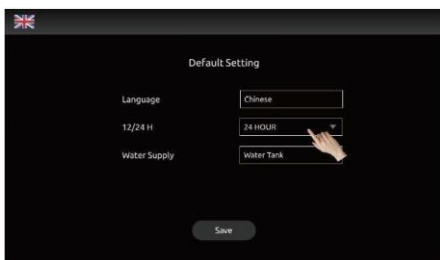 Default Setting
Language Chinese
12/24 H 24 HOUR
Water Supply Water Tank
Save